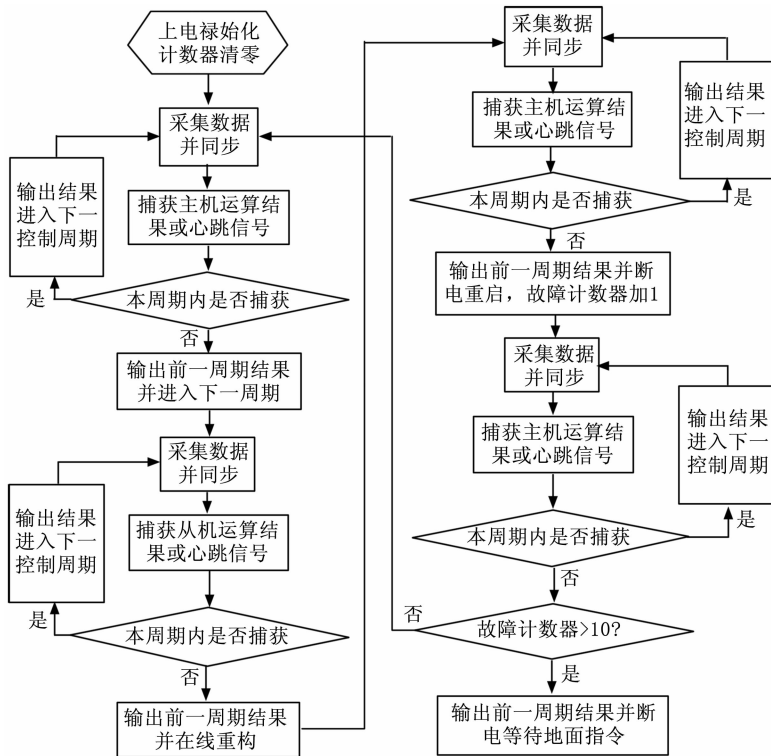 上电禄始化
计数器清零
采集数据
并同步
输出结果
进入下一
控制周期
捕获主机运算结
果或心跳信号
是
本周期内是否捕获
否
输出前一周期结果
并进入下一周期
采集数据
并同步
输出结果
进入下一
控制周期
捕获从机运算结
果或心跳信号
是
本周期内是否捕获
否
输出前一周期结果
并在线重构
采集数据
并同步
输出结果
进入下一
控制周期
捕获主机运算结
果或心跳信号
本周期内是否捕获
是
否
输出前一周期结果并断
电重启，故障计数器加1
采集数据
并同步
输出结果
进入下一
控制周期
捕获主机运算结
果或心跳信号
本周期内是否捕获
是
否
否
故障计数器>10?
是
输出前一周期结果并断
电等待地面指令